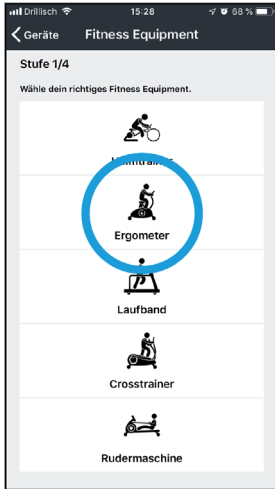 Drillisch 15:28 68 %
Geräte Fitness Equipment
Stufe 1/4
Wähle dein richtiges Fitness Equipment.
Ergometer
Laufband
Crosstrainer
Rudermaschine